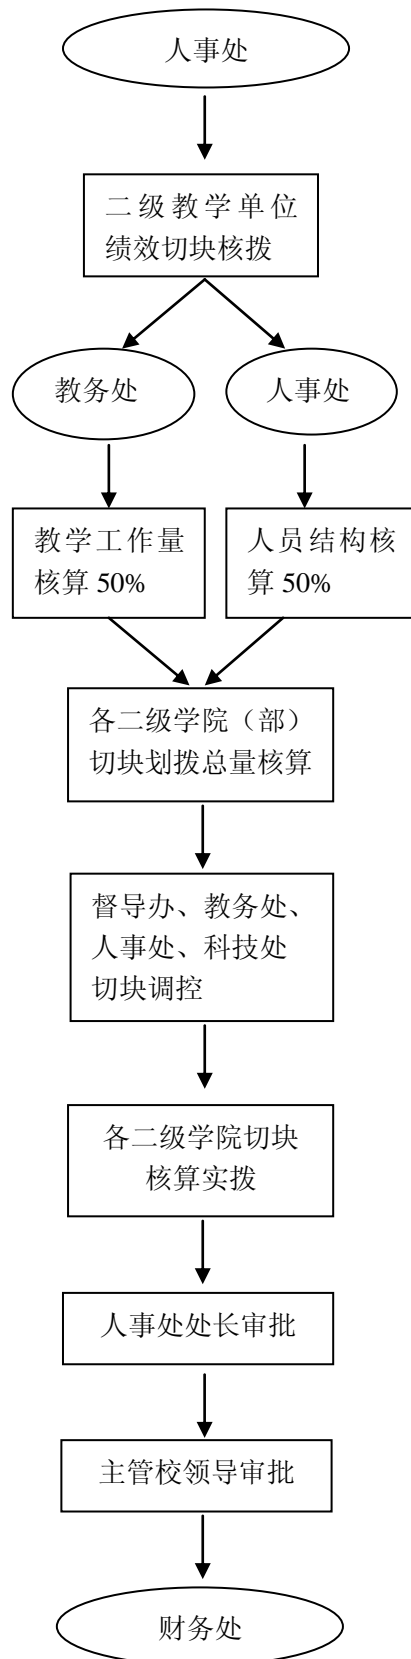 人事处
二级教学单位
绩效切块核拨
教务处
人事处
教学工作量
核算 50%
人员结构核
算 50%
各二级学院（部）
切块划拨总量核算
督导办、教务处、
人事处、科技处
切块调控
各二级学院切块
核算实拨
人事处处长审批
主管校领导审批
财务处